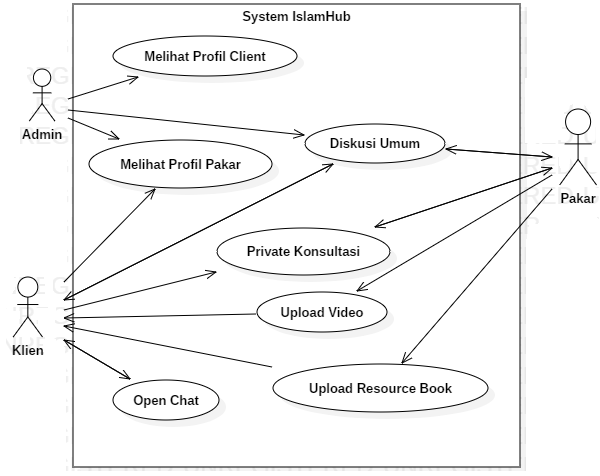 System IslamHub
Melihat Profil Client
Admin
Diskusi Umum
Melihat Profil Pakar
Pakar
Private Konsultasi
Upload Video
Klien
Upload Resource Book
Open Chat